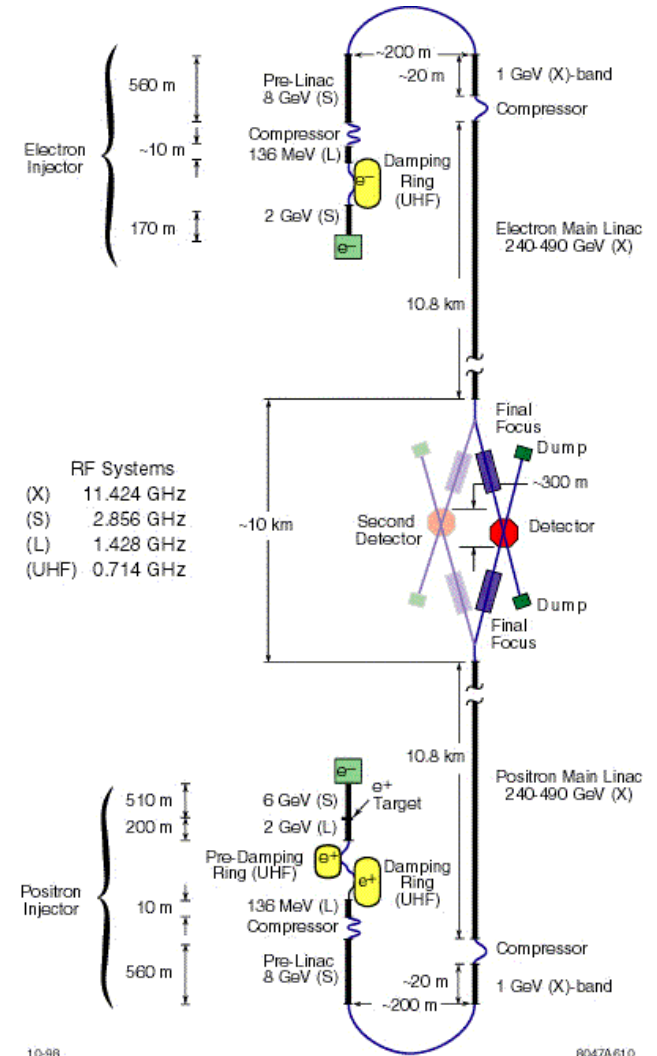 ~200 m
560 m
Pre-Linac
8 GeV (S)
~20 m
1 GeV (X)-band
Compressor
Compressor
Electron
Injector
~10 m
136 MeV (L)
e−
Damping
Ring
(UHF)
170 m
2 GeV (S)
e−
Electron Main Linac
240-490 GeV (X)
10.8 km
Final
Focus
Dump
RF Systems
(X) 11.424 GHz
(S) 2.856 GHz
(L) 1.428 GHz
(UHF) 0.714 GHz
~300 m
~10 km
Second
Detector
Detector
Dump
Final
Focus
10.8 km
Positron Main Linac
240-490 GeV (X)
e−
510 m
6 GeV (S)
e+
Target
200 m
2 GeV (L)
Pre-Damping
Ring (UHF)
e+
e+
Damping
Ring
(UHF)
Positron
Injector
10 m
136 MeV (L)
Compressor
Compressor
560 m
Pre-Linac
8 GeV (S)
~20 m
1 GeV (X)-band
~200 m
10-98
8047A610